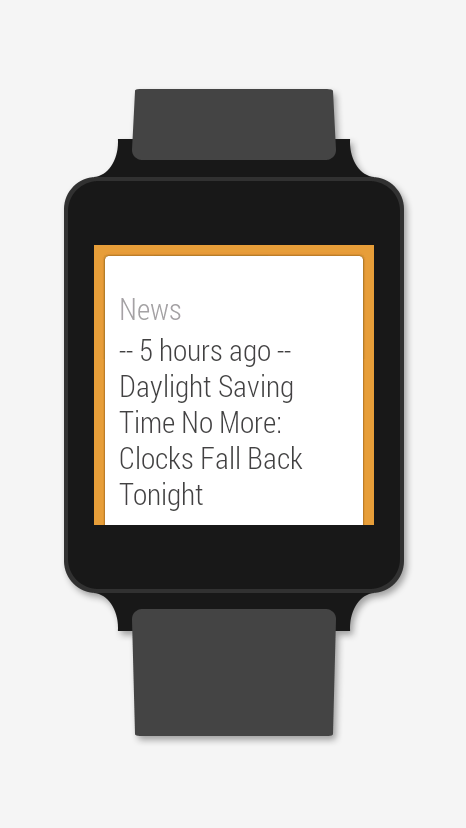 News
-- 5 hours ago --
Daylight Saving
Time No More:
Clocks Fall Back
Tonight